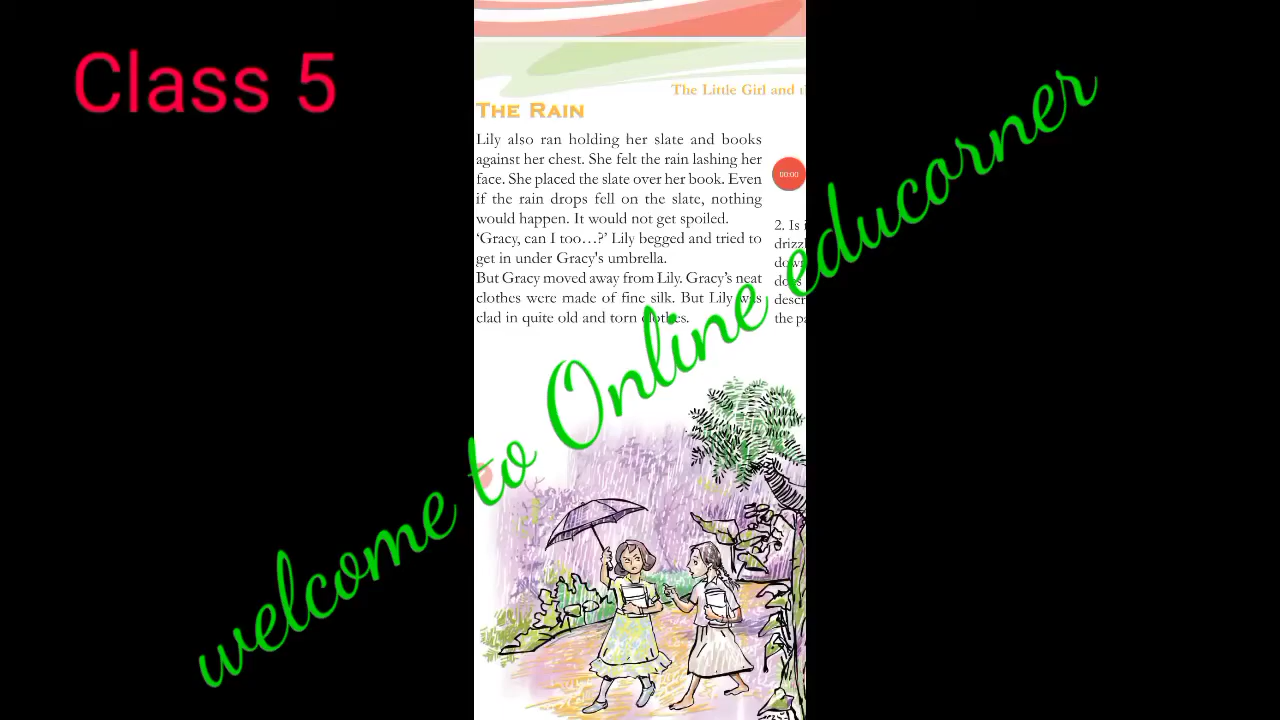 Class 5
The Little Girl and
THE RAIN
Lily also ran holding her slate and books
against her chest. She felt the rain lashing her
face. She placed the slate over her book. Even
if the rain drops fell on the slate, nothing
would happen. It would not get spoiled.
‘Gracy, can I too…?’ Lily begged and tried to
get in under Gracy's umbrella.
But Gracy moved away from Lily. Gracy’s neat
clothes were made of fine silk. But Lily was
clad in quite old and torn clothes.
00:00
2. Is
the
welcome to Online educorner